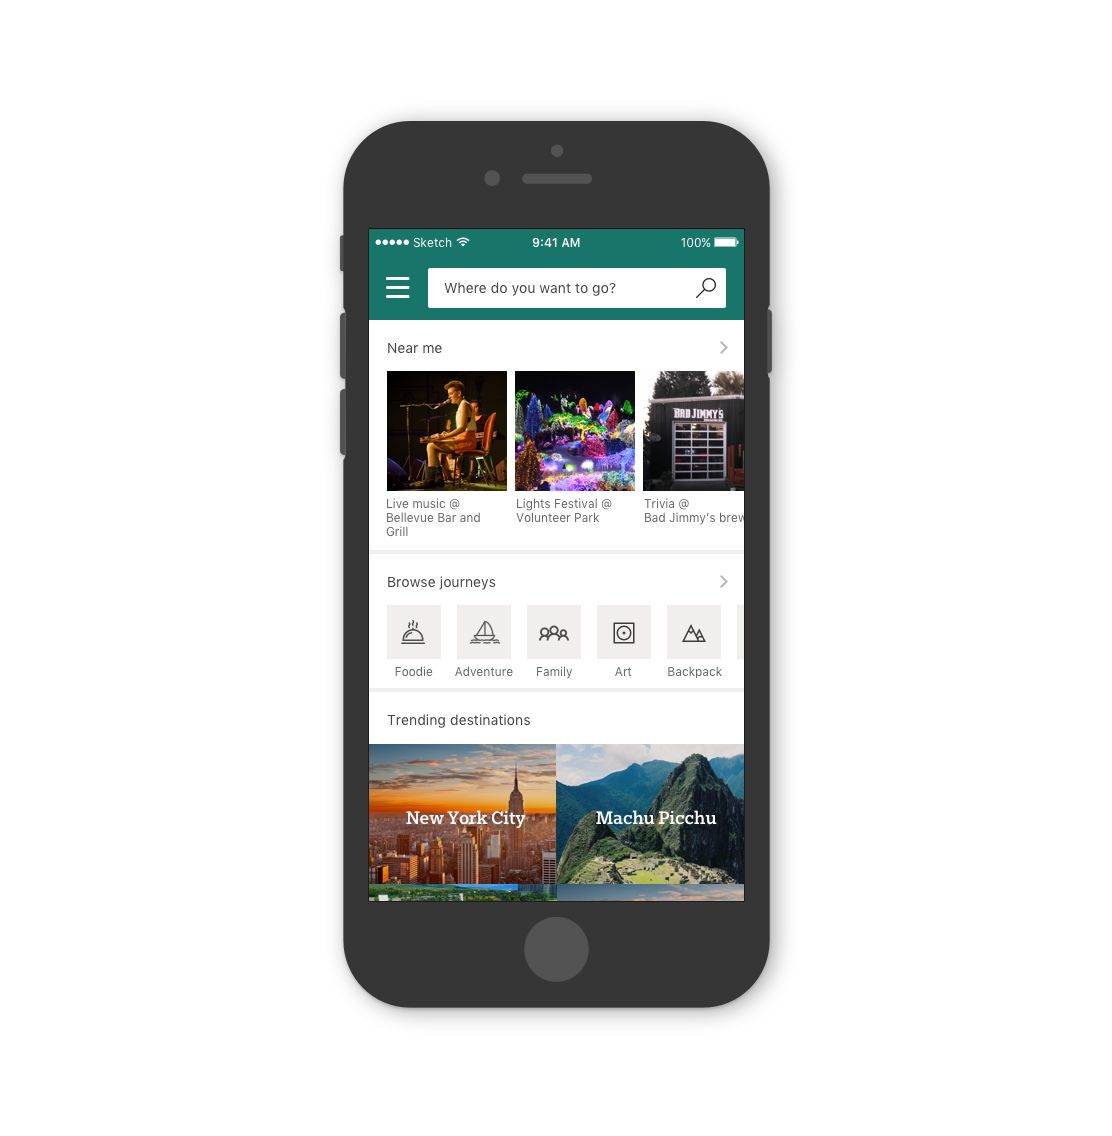 Sketch 9:41 AM 100%
Where do you want to go?
Near me
BAD JIMMY'S
Live music @
Bellevue Bar and
Grill
Lights Festival @
Volunteer Park
Trivia @
Bad Jimmy's brew
Browse journeys
Foodie Adventure Family Art Backpack
Trending destinations
New York City Machu Picchu